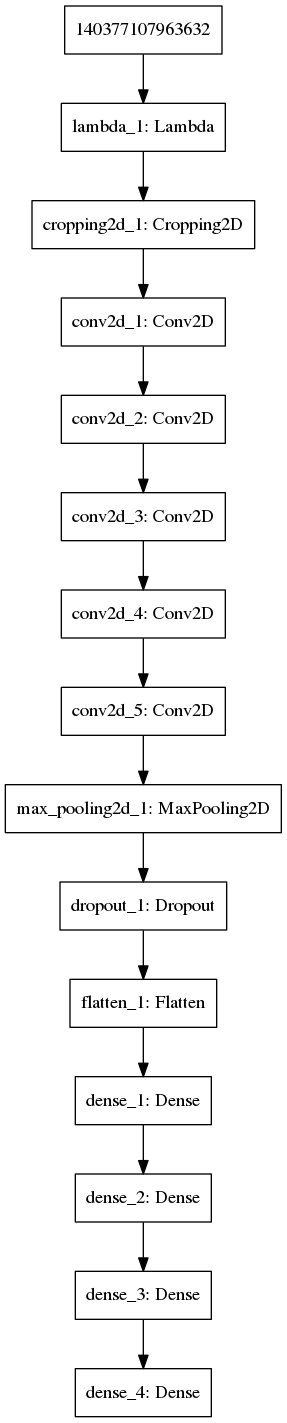 140377107963632
lambda_1: Lambda
cropping2d_1: Cropping2D
conv2d_1: Conv2D
conv2d_2: Conv2D
conv2d_3: Conv2D
conv2d_4: Conv2D
conv2d_5: Conv2D
max_pooling2d_1: MaxPooling2D
dropout_1: Dropout
flatten_1: Flatten
dense_1: Dense
dense_2: Dense
dense_3: Dense
dense_4: Dense